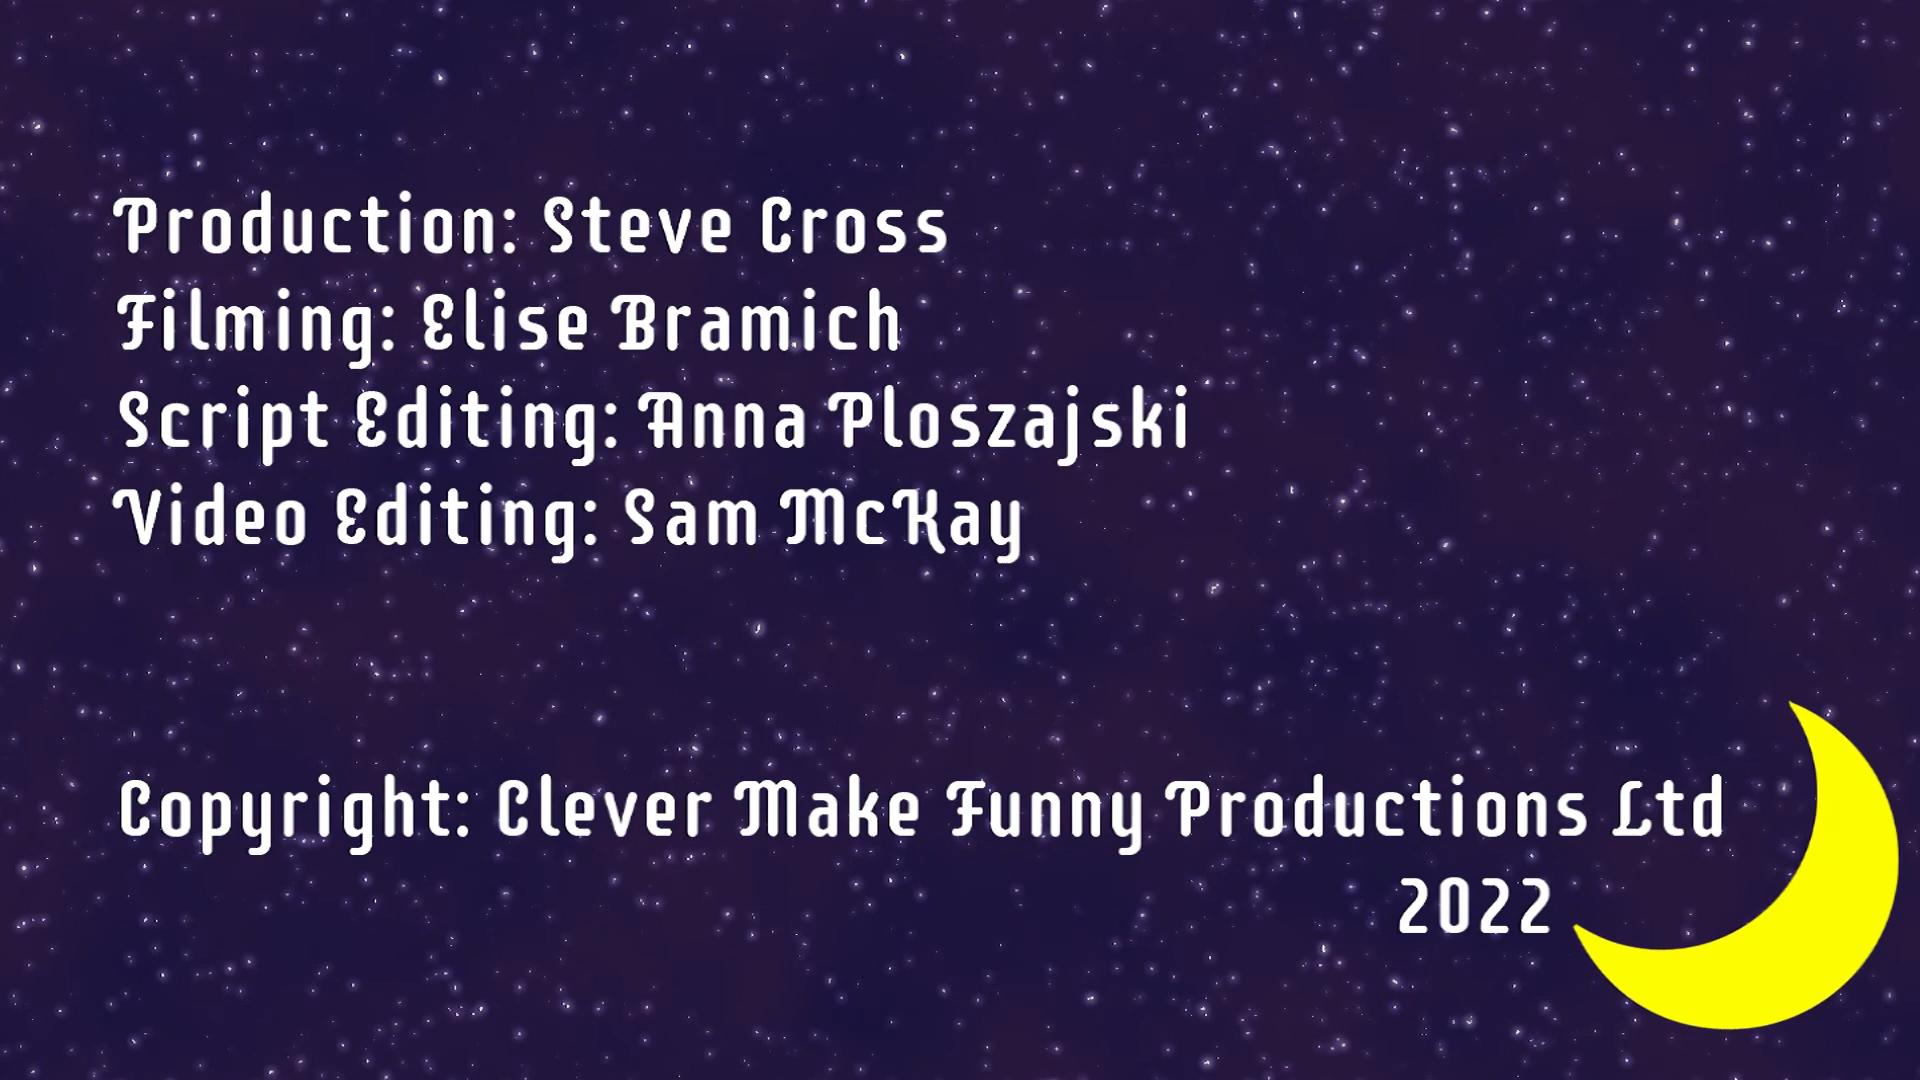 Production: Steve Cross
Filming: Elise Bramich
Script Editing: Anna Ploszajski
Video Editing: Sam McKay
Copyright: Clever Make Funny Productions Ltd
2022